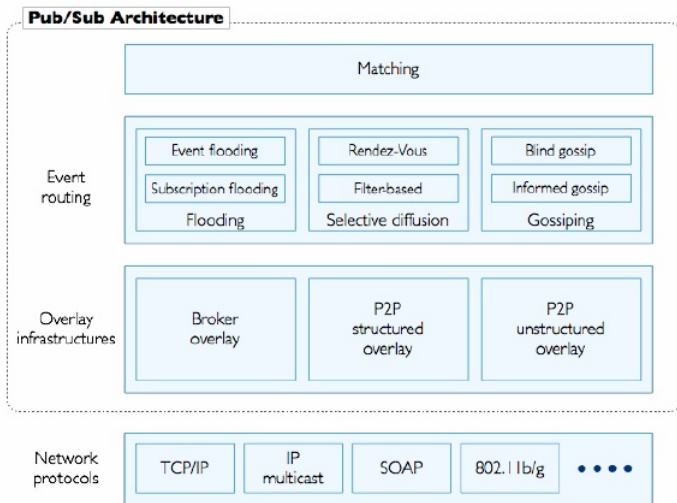 Pub/Sub Architecture
Matching
Event
routing
Event flooding
Subscription flooding
Flooding
Rendez-Vous
Filter-based
Selective diffusion
Blind gossip
Informed gossip
Gossiping
Overlay
infrastructures
Broker
overlay
P2P
structured
overlay
P2P
unstructured
overlay
Network
protocols
TCP/IP
IP
multicast
SOAP
802.11b/g